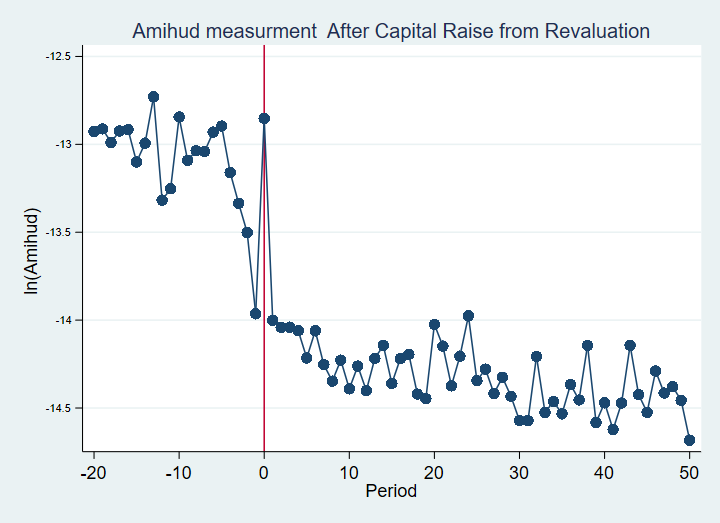 Amihud measurment  After Capital Raise from Revaluation
ln(Amihud)
-12.5
-13
-13.5
-14
-14.5
-20 -10 0 10 20 30 40 50
Period